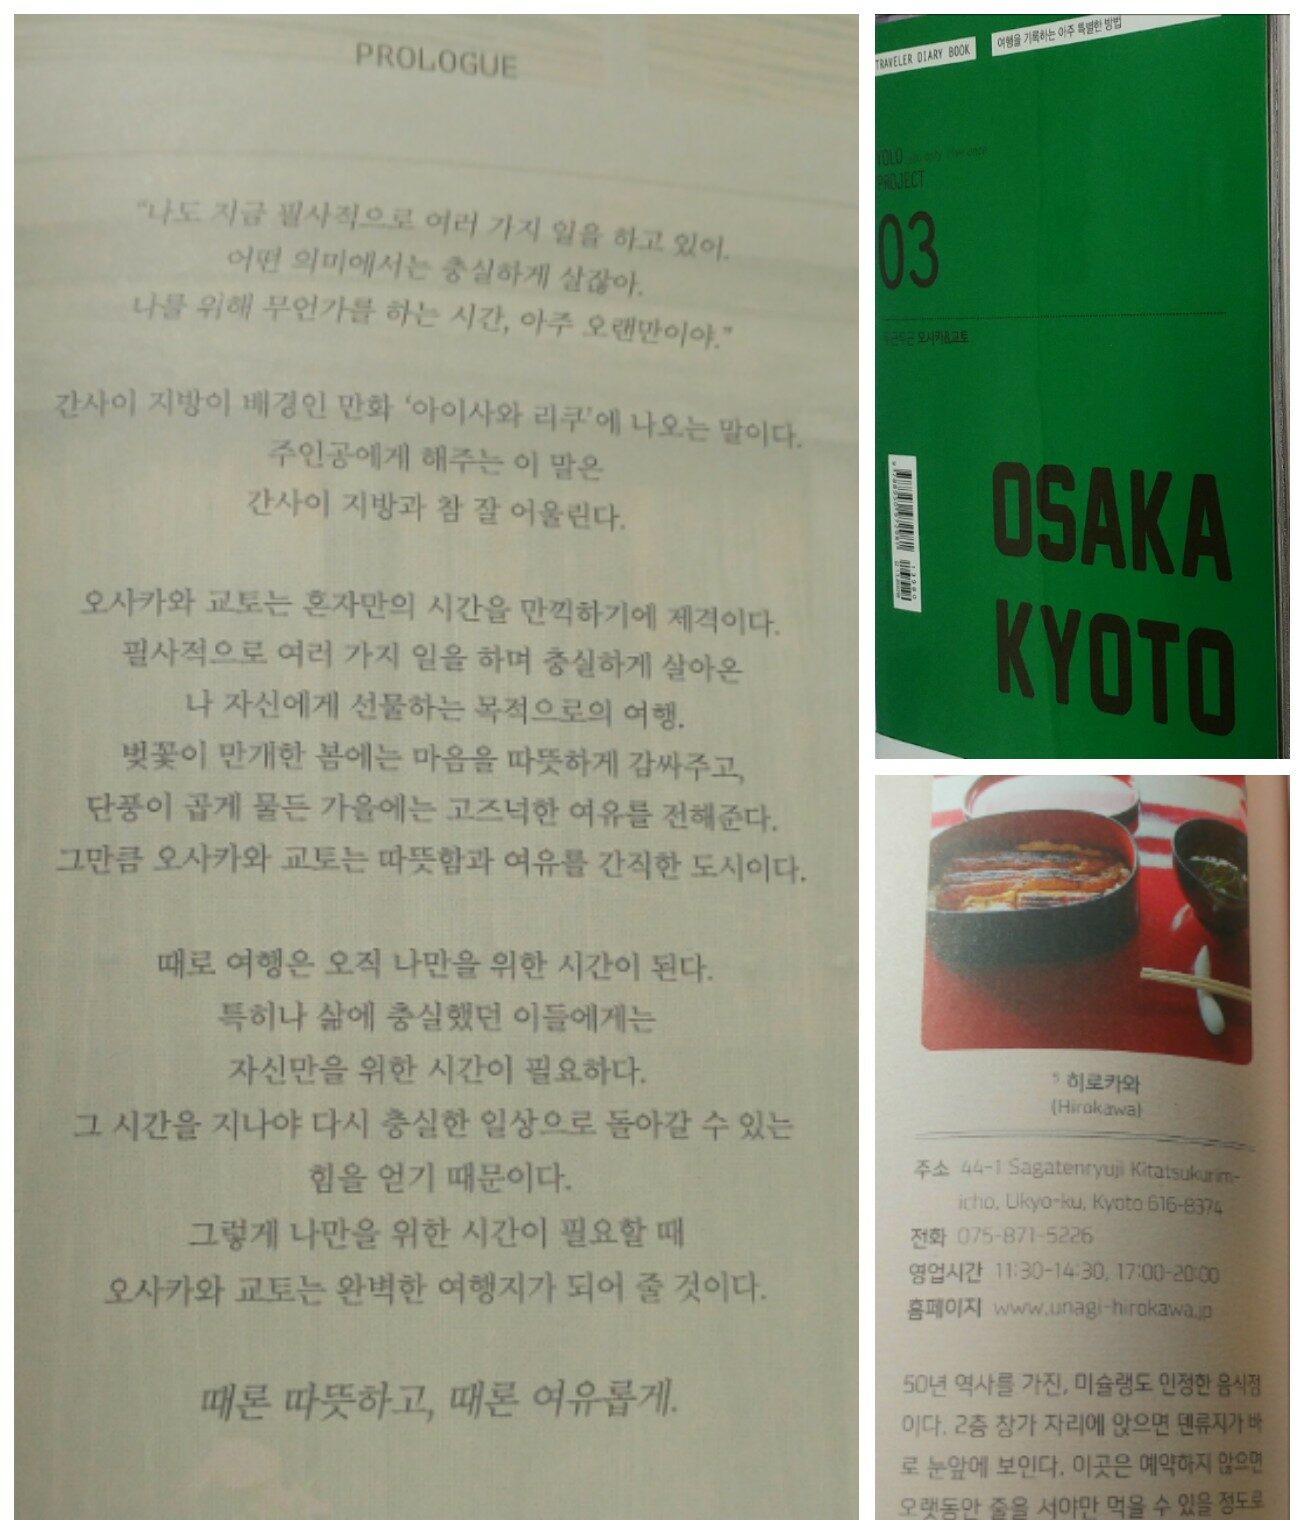 PROLOGUE
“나도 지금 필사적으로 여러 가지 일을 하고 있어.
어떤 의미에서는 충실하게 살잖아.
나를 위해 무언가를 하는 시간, 아주 오랜만이야.”
간사이 지방이 배경인 만화 ‘아이사와 리쿠’에 나오는 말이다.
주인공에게 해주는 이 말은
간사이 지방과 참 잘 어울린다.
오사카와 교토는 혼자만의 시간을 만끽하기에 제격이다.
필사적으로 여러 가지 일을 하며 충실하게 살아온
나 자신에게 선물하는 목적으로의 여행.
벚꽃이 만개한 봄에는 마음을 따뜻하게 감싸주고,
단풍이 곱게 물든 가을에는 고즈넉한 여유를 전해준다.
그만큼 오사카와 교토는 따뜻함과 여유를 간직한 도시이다.
때로 여행은 오직 나만을 위한 시간이 된다.
특히나 삶에 충실했던 이들에게는
자신만을 위한 시간이 필요하다.
그 시간을 지나야 다시 충실한 일상으로 돌아갈 수 있는
힘을 얻기 때문이다.
그렇게 나만을 위한 시간이 필요할 때
오사카와 교토는 완벽한 여행지가 되어 줄 것이다.
때론 따뜻하고, 때론 여유롭게.
TRAVELER DIARY BOOK
여행을 기록하는 아주 특별한 방법
YOLO you only live once
PROJECT
03
두근두근 오사카&교토
OSAKA
KYOTO
5 히로카와
(Hirokawa)
주소 44-1 Sagatenryuji Kitatsukurim-
icho, Ukyo-ku, Kyoto 616-8374
전화 075-871-5226
영업시간 11:30-14:30, 17:00-20:00
홈페이지 www.unagi-hirokawa.jp
50년 역사를 가진, 미슐랭도 인정한 음식점
이다. 2층 창가 자리에 앉으면 덴류지가 바
로 눈앞에 보인다. 이곳은 예약하지 않으면
오랫동안 줄을 서야만 먹을 수 있을 정도로